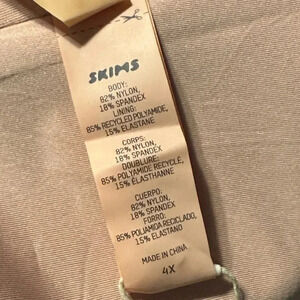 SKIMS
BODY:
82% NYLON,
18% SPANDEX
LINING:
85% RECYCLED POLYAMIDE,
15% ELASTANE
CORPS:
82% NYLON,
18% SPANDEX
DOUBLURE:
85% POLYAMIDE RECYCLÉ,
15% ELASTHANNE
CUERPO:
82% NYLON,
18% SPANDEX
FORRO:
85% POLIAMIDA RECICLADO,
15% ELASTANO
MADE IN CHINA
4X